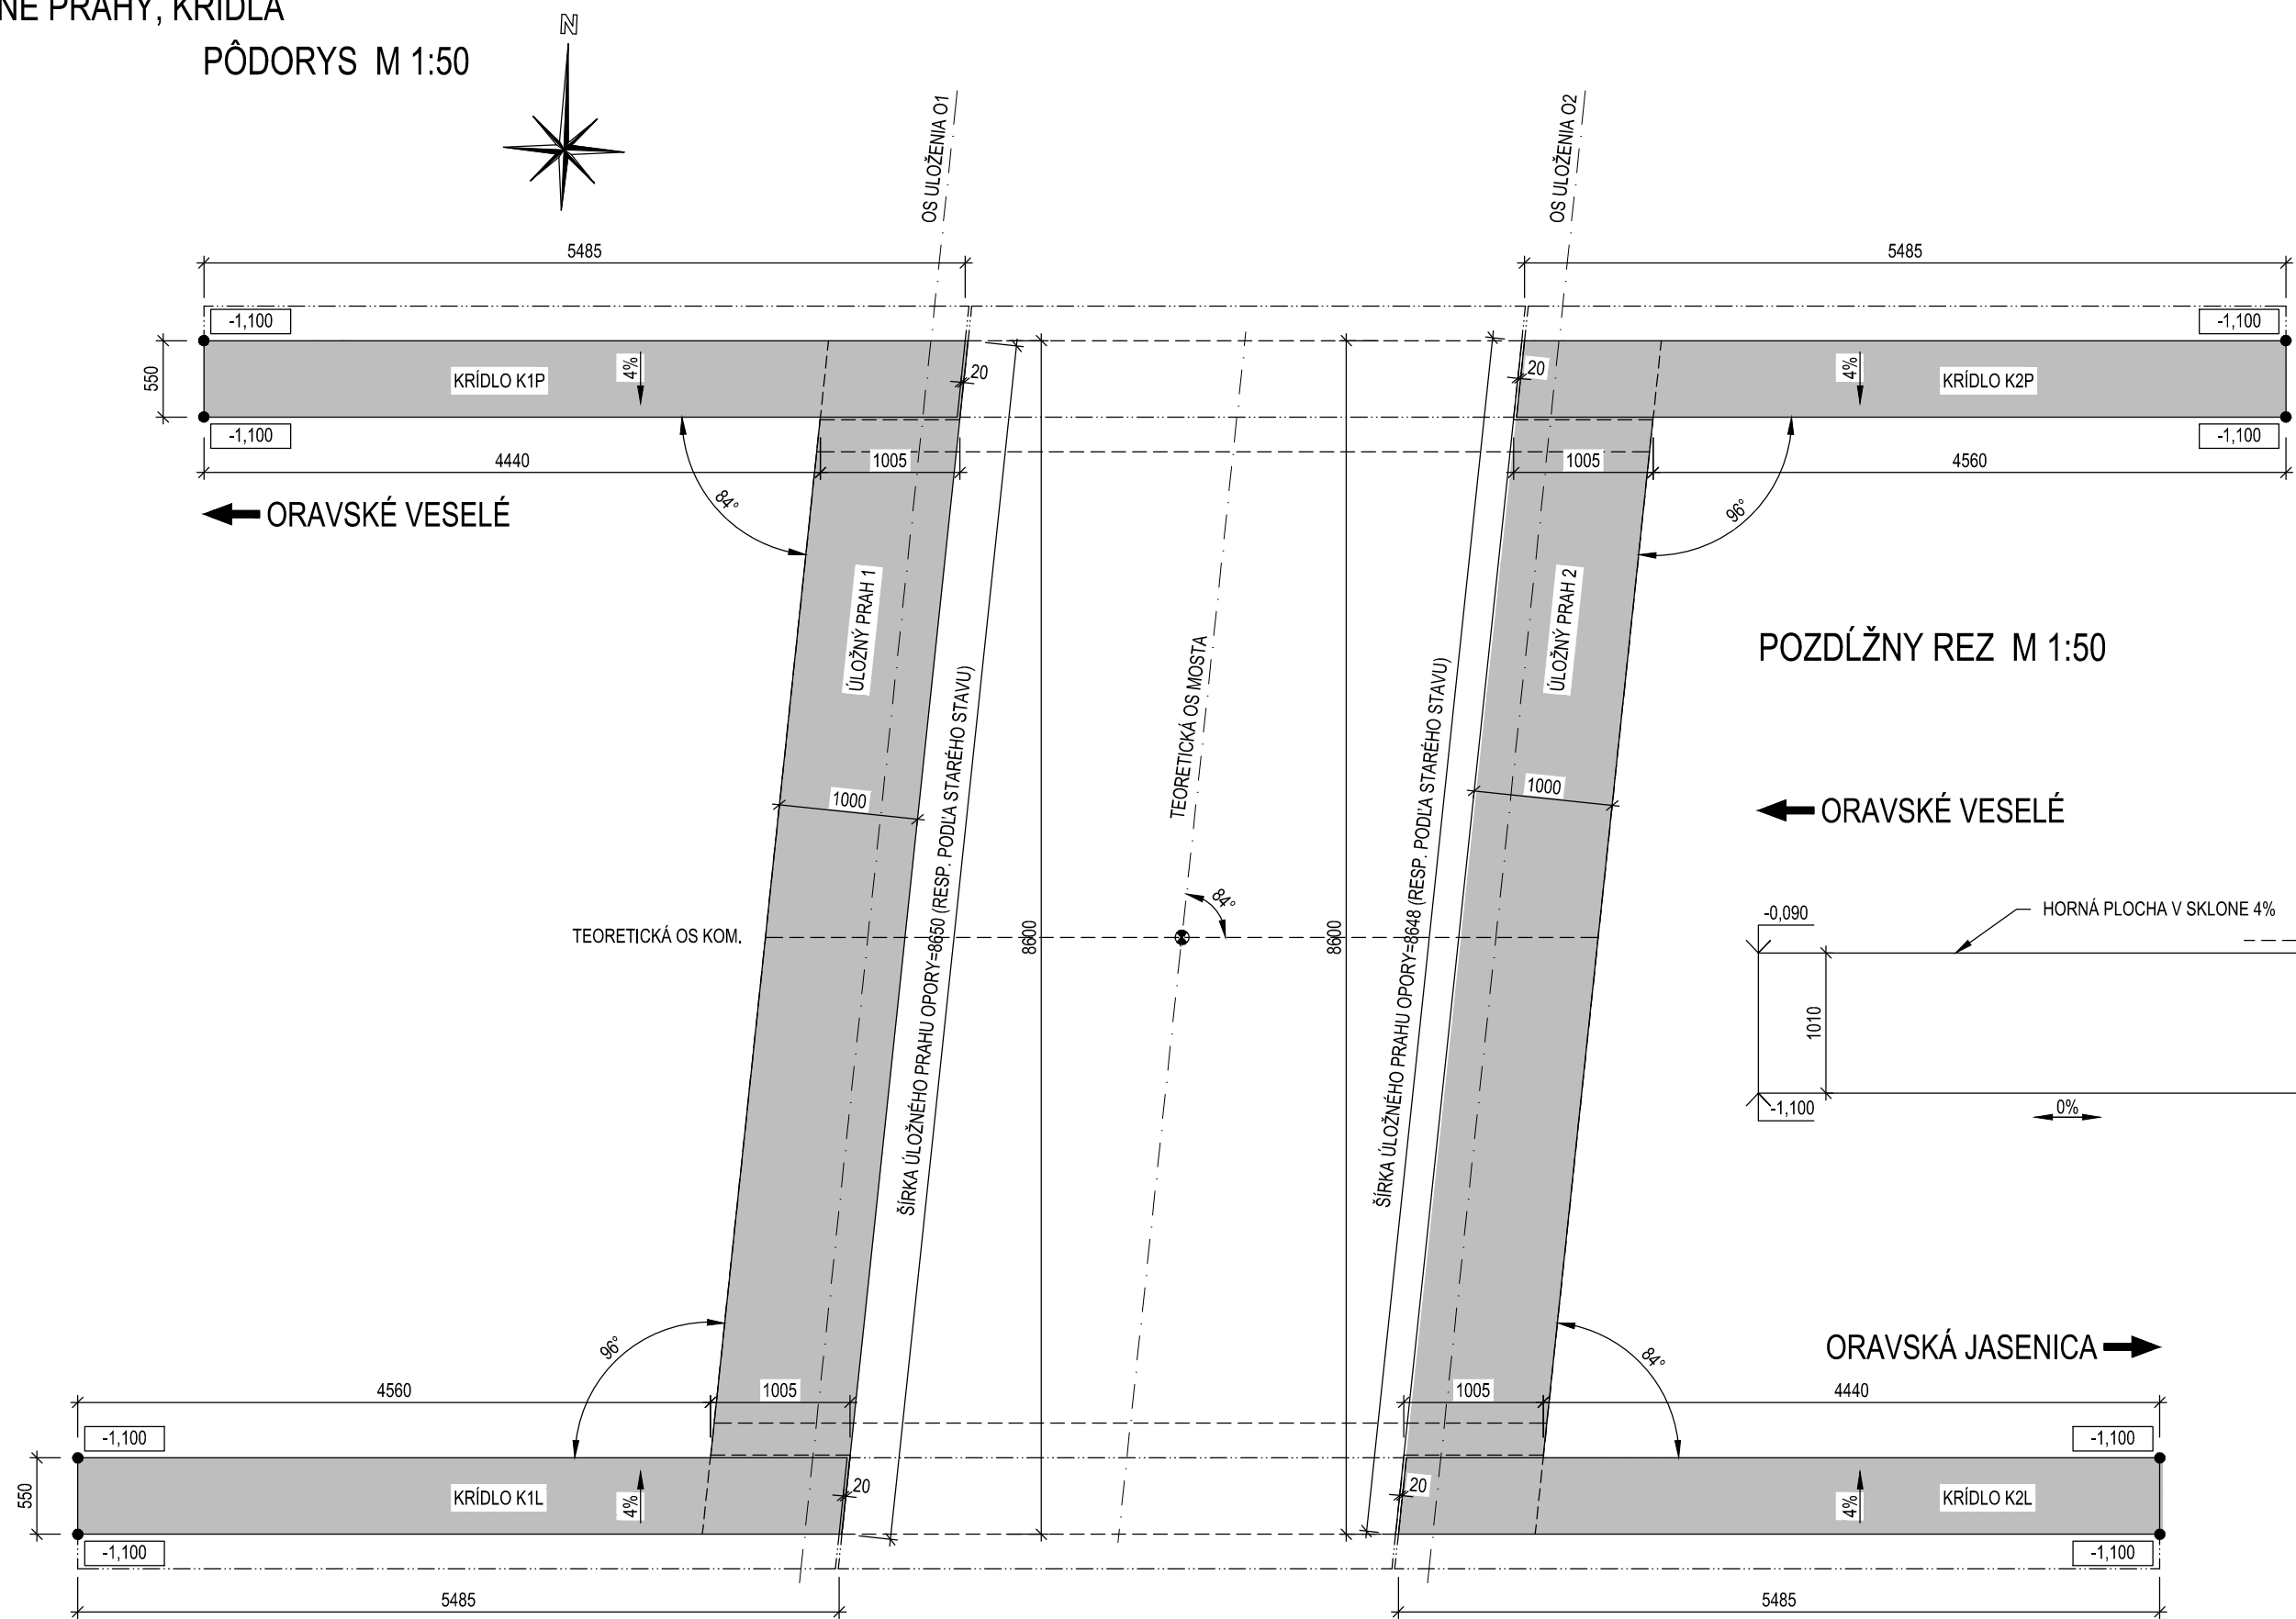 NÉ PRAHY, KRÍDLA
PÔDORYS M 1:50
N
OS ULOŽENIA O1
OS ULOŽENIA O2
5485
5485
-1,100
-1,100
550
KRÍDLO K1P
4%
20
20
4%
KRÍDLO K2P
-1,100
-1,100
4440
1005
1005
4560
84°
96°
ORAVSKÉ VESELÉ
ÚLOŽNÝ PRAH 1
ÚLOŽNÝ PRAH 2
POZDĹŽNY REZ M 1:50
TEORETICKÁ OS MOSTA
1000
1000
ORAVSKÉ VESELÉ
ŠÍRKA ÚLOŽNÉHO PRAHU OPORY=8650 (RESP. PODĽA STARÉHO STAVU)
ŠÍRKA ÚLOŽNÉHO PRAHU OPORY=8648 (RESP. PODĽA STARÉHO STAVU)
84°
TEORETICKÁ OS KOM.
8600
8600
-0,090
HORNÁ PLOCHA V SKLONE 4%
1010
-1,100
0%
96°
84°
ORAVSKÁ JASENICA
4560
1005
1005
4440
-1,100
-1,100
550
KRÍDLO K1L
4%
20
20
4%
KRÍDLO K2L
-1,100
-1,100
5485
5485